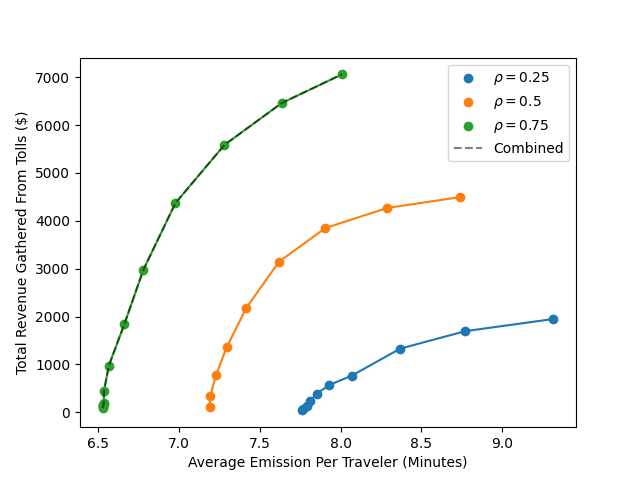 7000
6000
5000
4000
3000
2000
1000
0
Total Revenue Gathered From Tolls ($)
ρ = 0.25
ρ = 0.5
ρ = 0.75
Combined
6.5 7.0 7.5 8.0 8.5 9.0
Average Emission Per Traveler (Minutes)